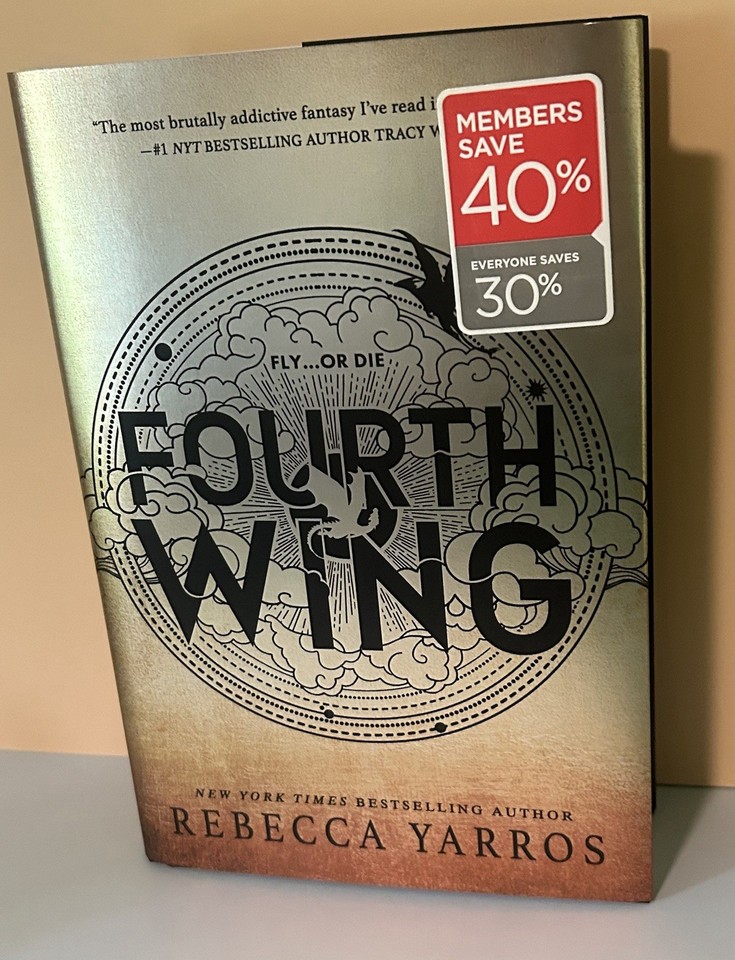 “The most brutally addictive fantasy I’ve read
—#1 NYT BESTSELLING AUTHOR TRACY
MEMBERS
SAVE
40%
EVERYONE SAVES
30%
FLY...OR DIE
FOURTH
WING
NEW YORK TIMES BESTSELLING AUTHOR
REBECCA YARROS